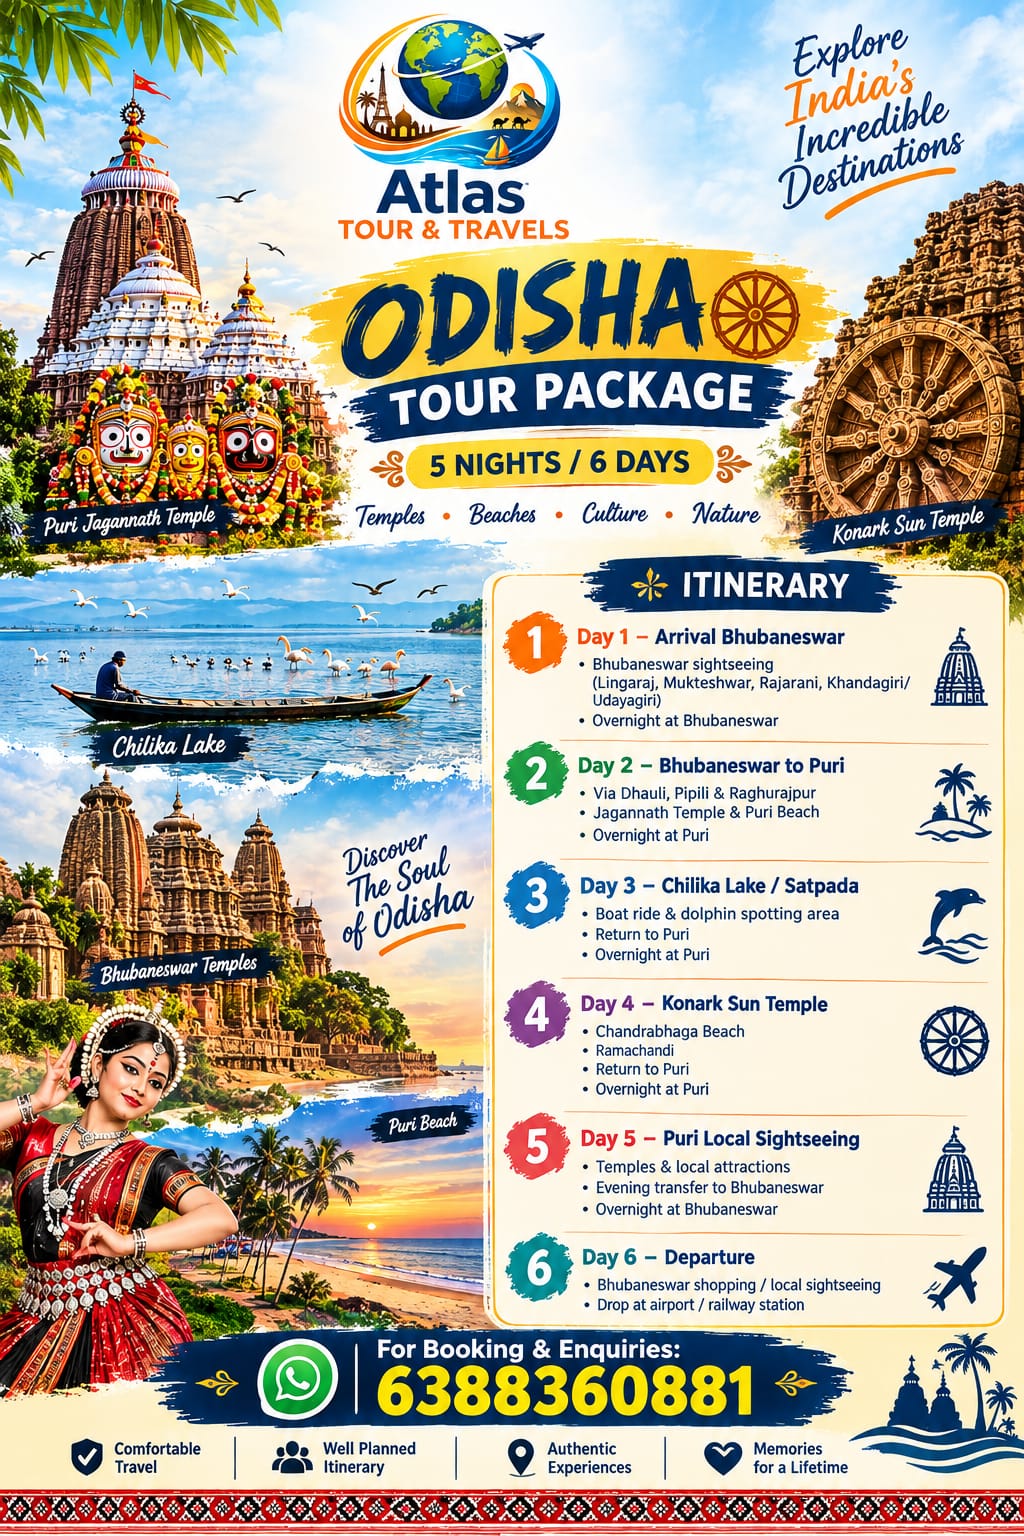 Explore
India's
Incredible
Destinations
Atlas
TOUR & TRAVELS
ODISHA
TOUR PACKAGE
5 NIGHTS / 6 DAYS
Temples • Beaches • Culture • Nature
Puri Jagannath Temple
Konark Sun Temple
Chilika Lake
Discover
The Soul
of Odisha
Bhubaneswar Temples
Puri Beach
ITINERARY
1
Day 1 – Arrival Bhubaneswar
• Bhubaneswar sightseeing
(Lingaraj, Mukteshwar, Rajarani, Khandagiri/
Udayagiri)
• Overnight at Bhubaneswar
2
Day 2 – Bhubaneswar to Puri
• Via Dhauli, Pipili & Raghurajpur
• Jagannath Temple & Puri Beach
• Overnight at Puri
3
Day 3 – Chilika Lake / Satpada
• Boat ride & dolphin spotting area
• Return to Puri
• Overnight at Puri
4
Day 4 – Konark Sun Temple
• Chandrabhaga Beach
• Ramachandi
• Return to Puri
• Overnight at Puri
5
Day 5 – Puri Local Sightseeing
• Temples & local attractions
• Evening transfer to Bhubaneswar
• Overnight at Bhubaneswar
6
Day 6 – Departure
• Bhubaneswar shopping / local sightseeing
• Drop at airport / railway station
For Booking & Enquiries:
6388360881
Comfortable
Travel
Well Planned
Itinerary
Authentic
Experiences
Memories
for a Lifetime